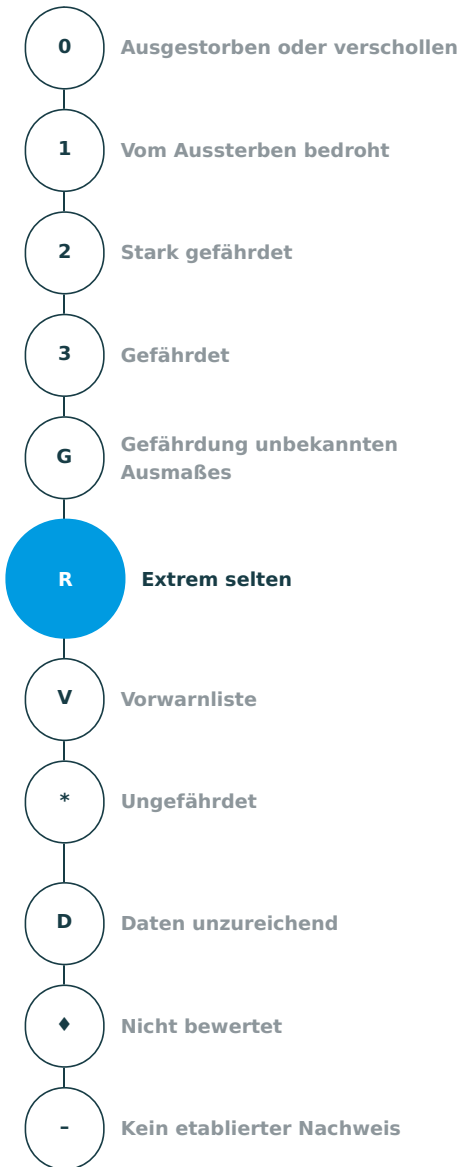 0 Ausgestorben oder verschollen
1 Vom Aussterben bedroht
2 Stark gefährdet
3 Gefährdet
G Gefährdung unbekannten
Ausmaßes
R Extrem selten
V Vorwarnliste
* Ungefährdet
D Daten unzureichend
♦ Nicht bewertet
– Kein etablierter Nachweis